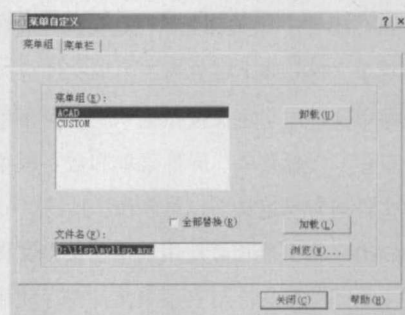 菜单自定义
菜单组 菜单栏
菜单组(E):
ACAD
CUSTOM
卸载(U)
全部替换(R)
加载(L)
文件名(F):
D:\lisp\mylisp.mnu
浏览(W)...
关闭(C) 帮助(H)